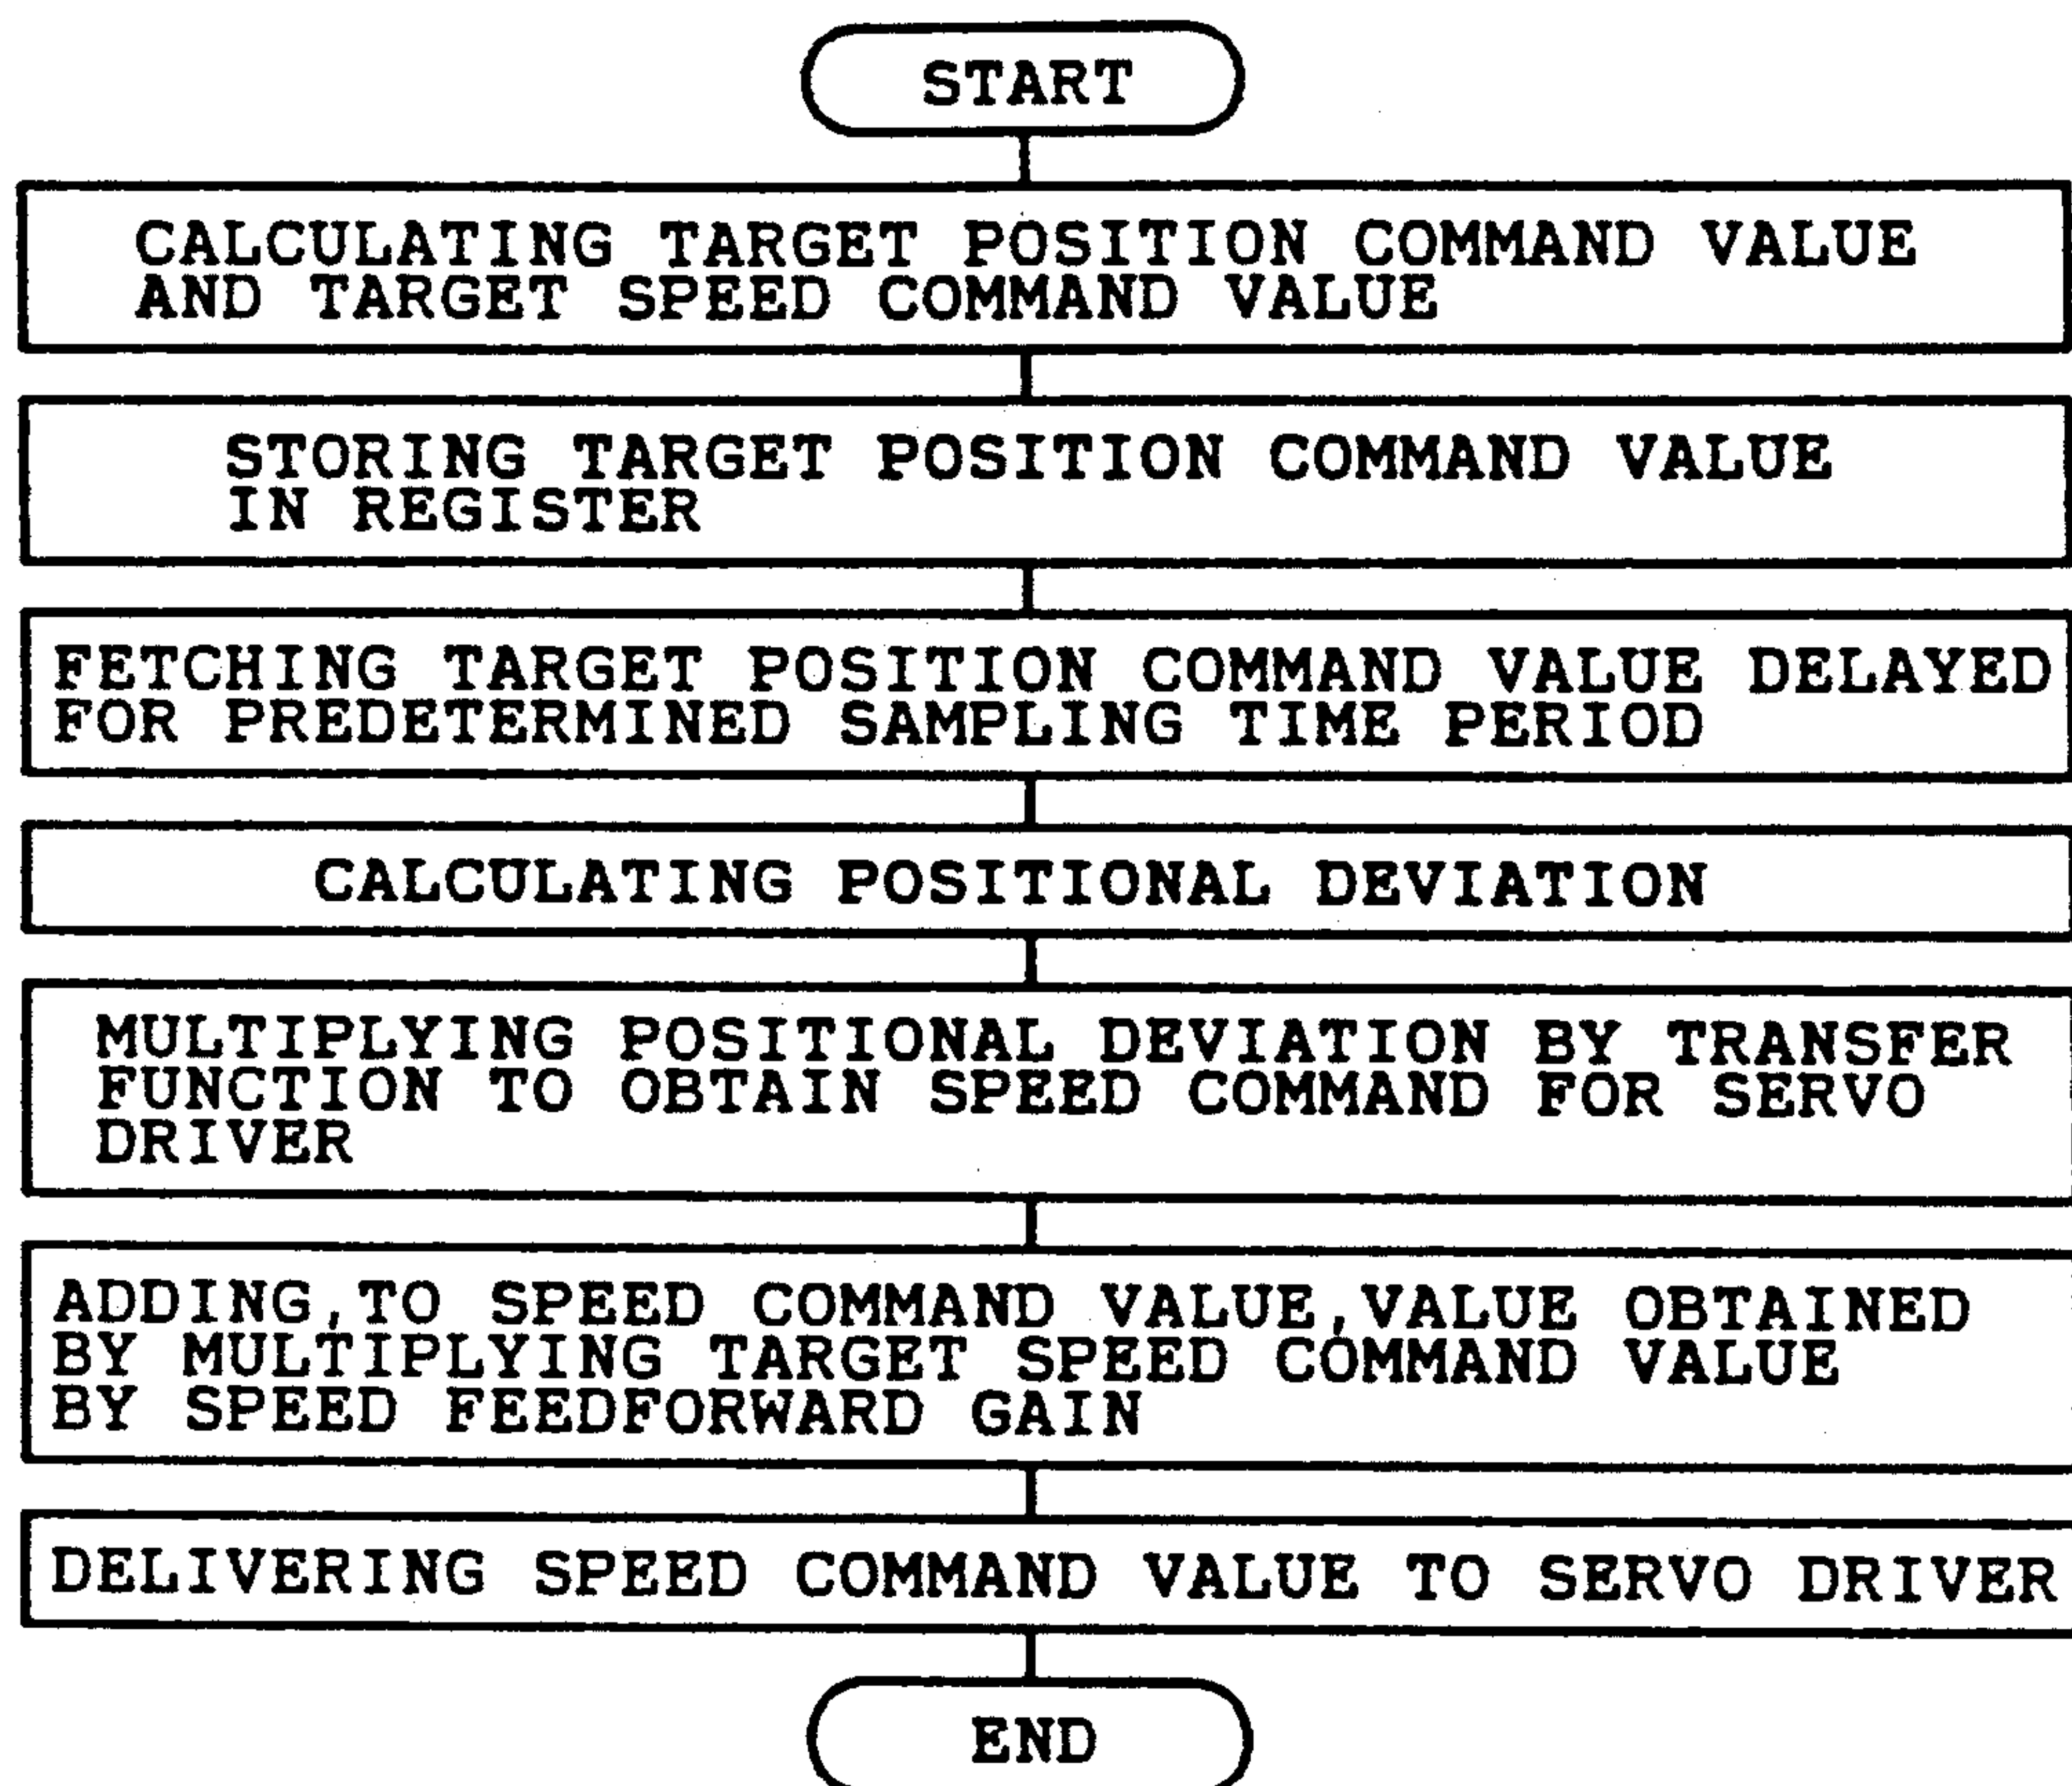 START
CALCULATING TARGET POSITION COMMAND VALUE
AND TARGET SPEED COMMAND VALUE
STORING TARGET POSITION COMMAND VALUE
IN REGISTER
FETCHING TARGET POSITION COMMAND VALUE DELAYED
FOR PREDETERMINED SAMPLING TIME PERIOD
CALCULATING POSITIONAL DEVIATION
MULTIPLYING POSITIONAL DEVIATION BY TRANSFER
FUNCTION TO OBTAIN SPEED COMMAND FOR SERVO
DRIVER
ADDING,TO SPEED COMMAND VALUE,VALUE OBTAINED
BY MULTIPLYING TARGET SPEED COMMAND VALUE
BY SPEED FEEDFORWARD GAIN
DELIVERING SPEED COMMAND VALUE TO SERVO DRIVER
END